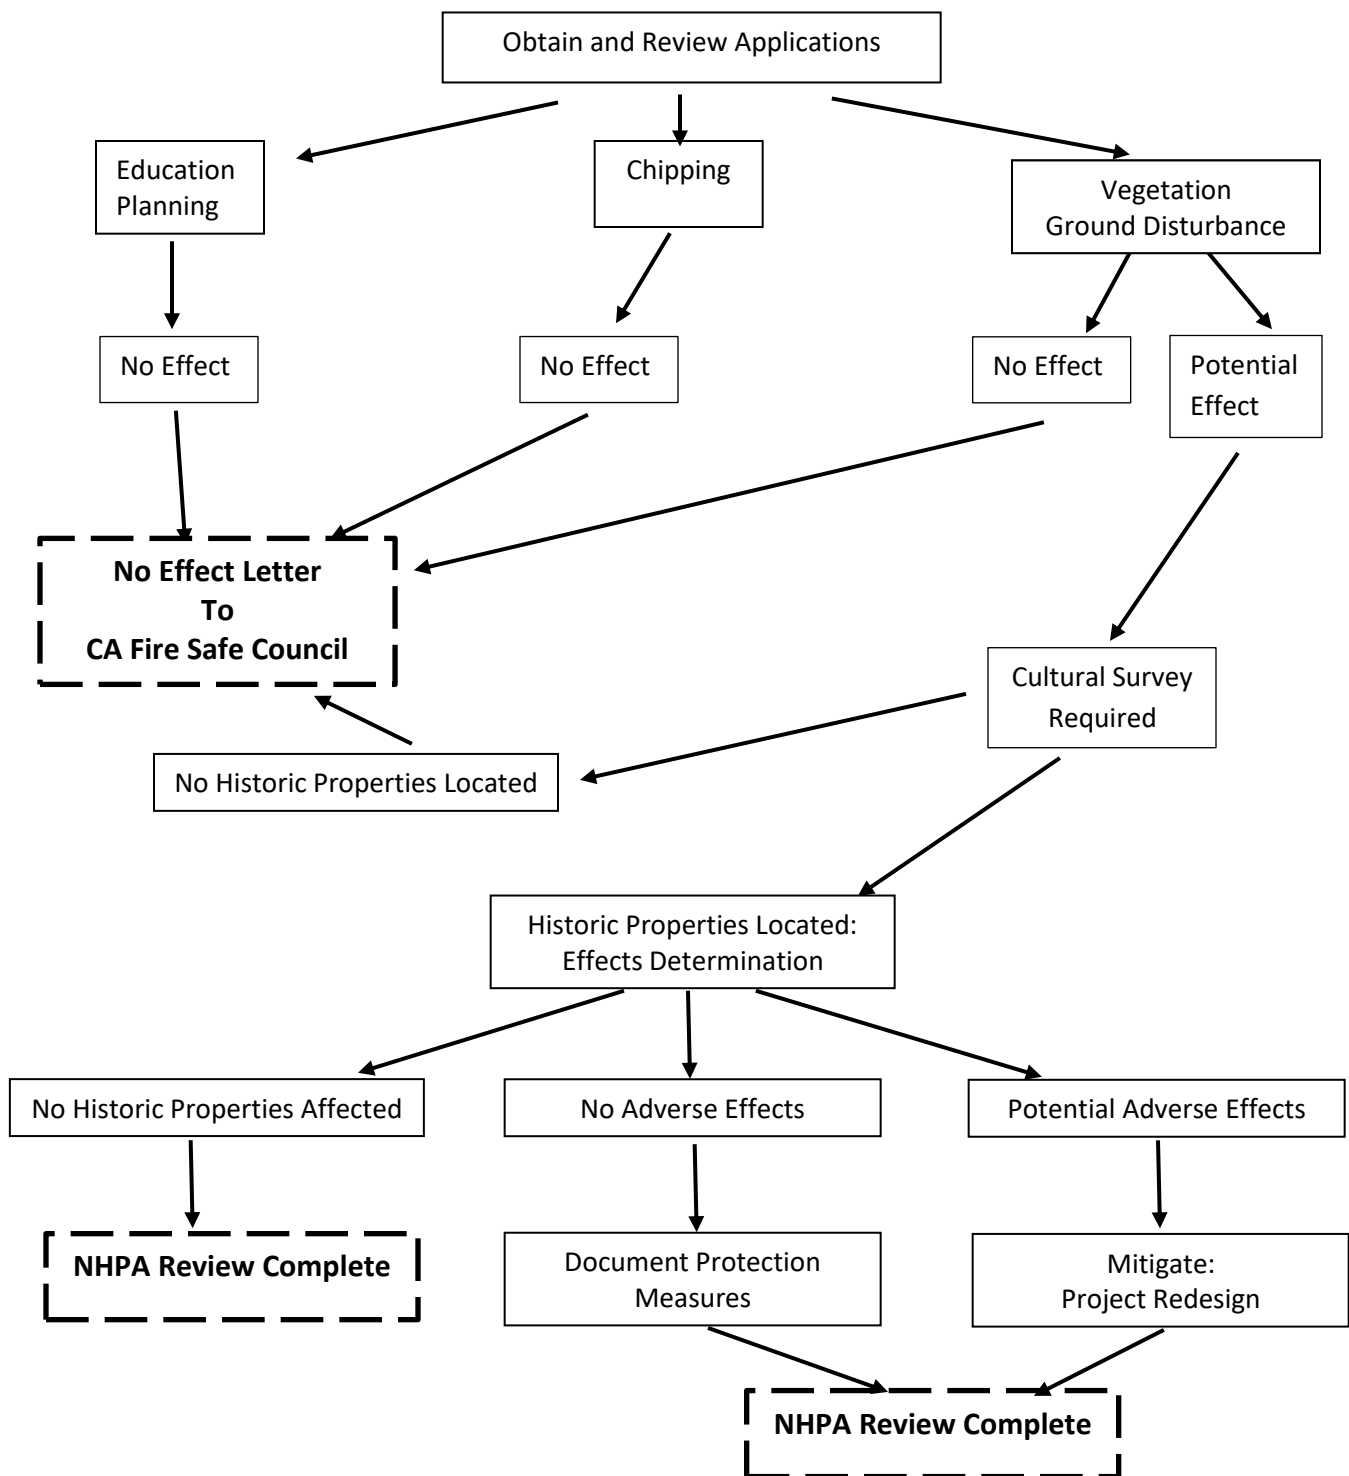 Obtain and Review Applications
Education
Planning
Chipping
Vegetation
Ground Disturbance
No Effect
No Effect
No Effect
Potential
Effect
No Effect Letter
To
CA Fire Safe Council
Cultural Survey
Required
No Historic Properties Located
Historic Properties Located:
Effects Determination
No Historic Properties Affected
No Adverse Effects
Potential Adverse Effects
NHPA Review Complete
Document Protection
Measures
Mitigate:
Project Redesign
NHPA Review Complete